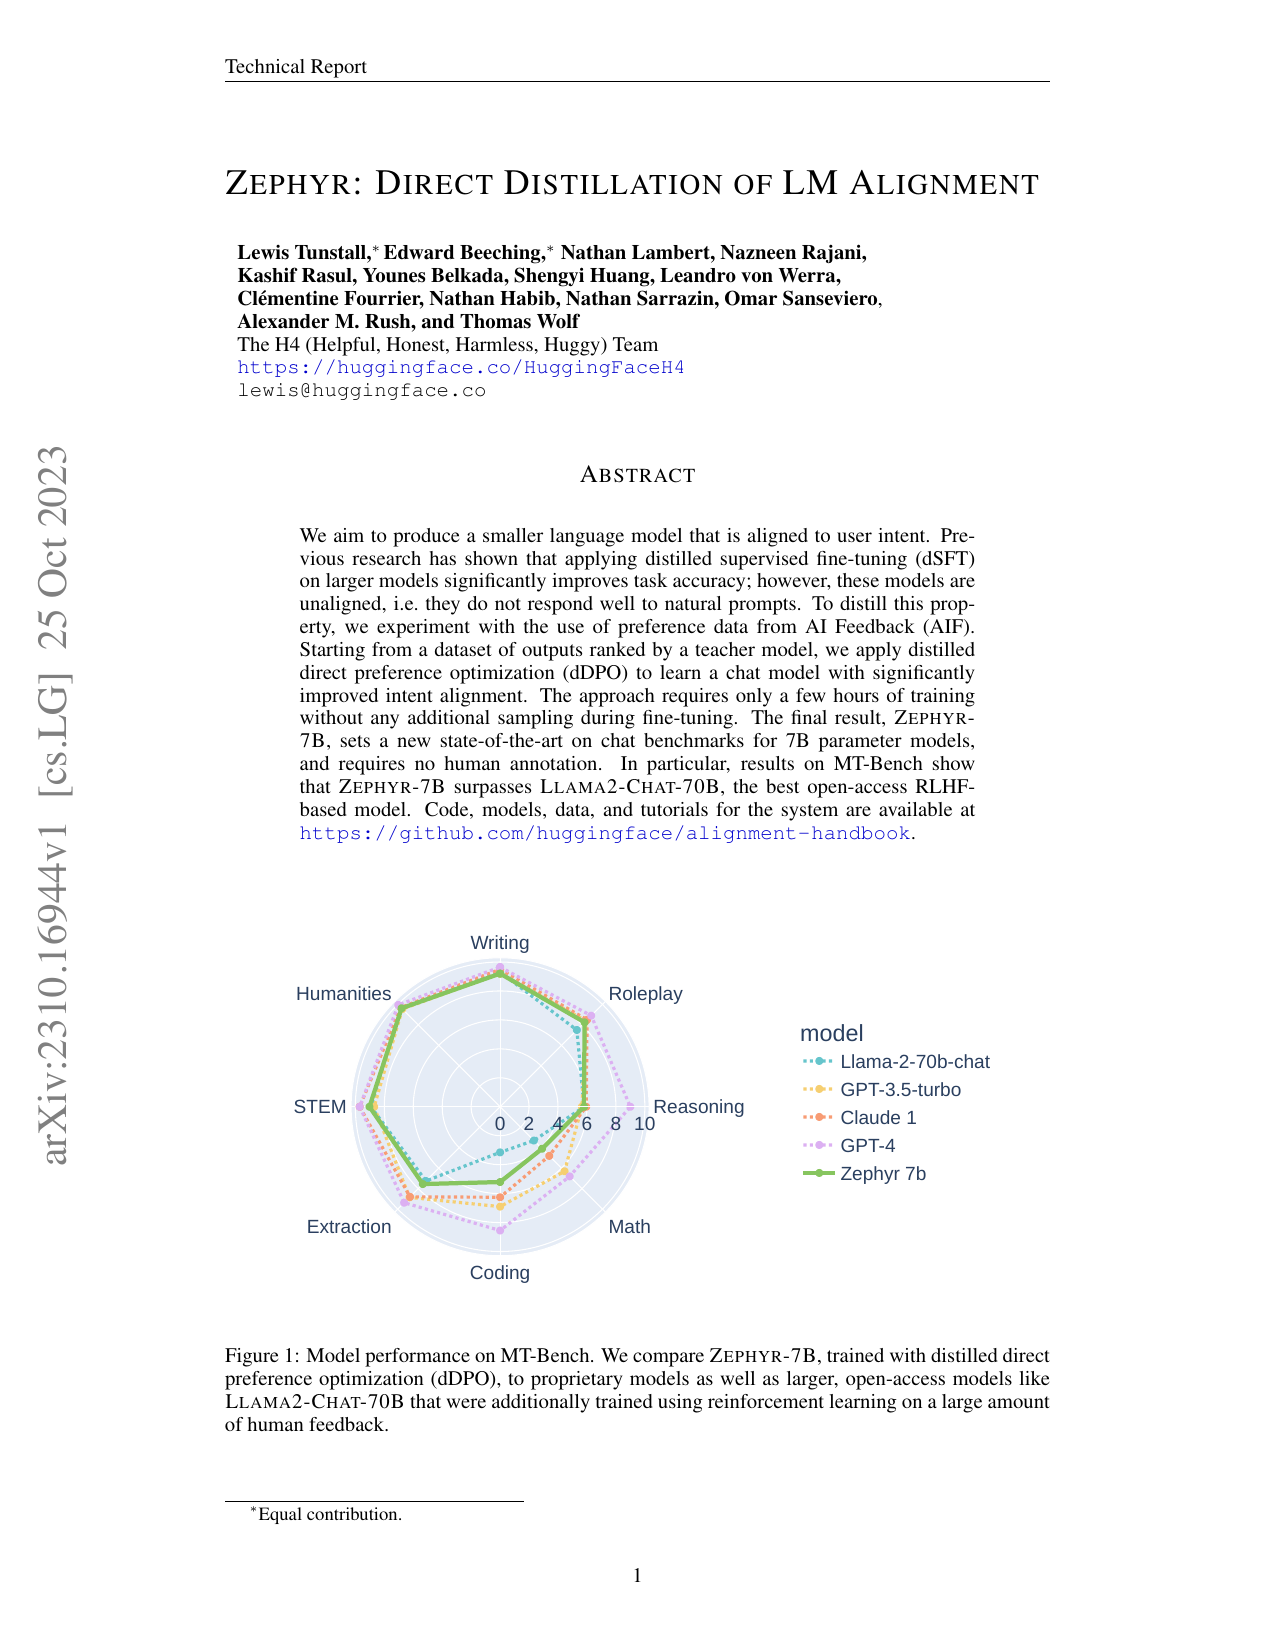 Technical Report
ZEPHYR: DIRECT DISTILLATION OF LM ALIGNMENT
Lewis Tunstall,* Edward Beeching,* Nathan Lambert, Nazneen Rajani,
Kashif Rasul, Younes Belkada, Shengyi Huang, Leandro von Werra,
Clémentine Fourrier, Nathan Habib, Nathan Sarrazin, Omar Sanseviero,
Alexander M. Rush, and Thomas Wolf
The H4 (Helpful, Honest, Harmless, Huggy) Team
https://huggingface.co/HuggingFaceH4
lewis@huggingface.co
arXiv:2310.16944v1 [cs.LG] 25 Oct 2023
ABSTRACT
We aim to produce a smaller language model that is aligned to user intent. Pre-
vious research has shown that applying distilled supervised fine-tuning (dSFT)
on larger models significantly improves task accuracy; however, these models are
unaligned, i.e. they do not respond well to natural prompts. To distill this prop-
erty, we experiment with the use of preference data from AI Feedback (AIF).
Starting from a dataset of outputs ranked by a teacher model, we apply distilled
direct preference optimization (dDPO) to learn a chat model with significantly
improved intent alignment. The approach requires only a few hours of training
without any additional sampling during fine-tuning. The final result, ZEPHYR-
7B, sets a new state-of-the-art on chat benchmarks for 7B parameter models,
and requires no human annotation. In particular, results on MT-Bench show
that ZEPHYR-7B surpasses LLAMA2-CHAT-70B, the best open-access RLHF-
based model. Code, models, data, and tutorials for the system are available at
https://github.com/huggingface/alignment-handbook.
Writing
Humanities
Roleplay
STEM
Reasoning
0 2 4 6 8 10
Extraction
Math
Coding
model
Llama-2-70b-chat
GPT-3.5-turbo
Claude 1
GPT-4
Zephyr 7b
Figure 1: Model performance on MT-Bench. We compare ZEPHYR-7B, trained with distilled direct
preference optimization (dDPO), to proprietary models as well as larger, open-access models like
LLAMA2-CHAT-70B that were additionally trained using reinforcement learning on a large amount
of human feedback.
*Equal contribution.
1